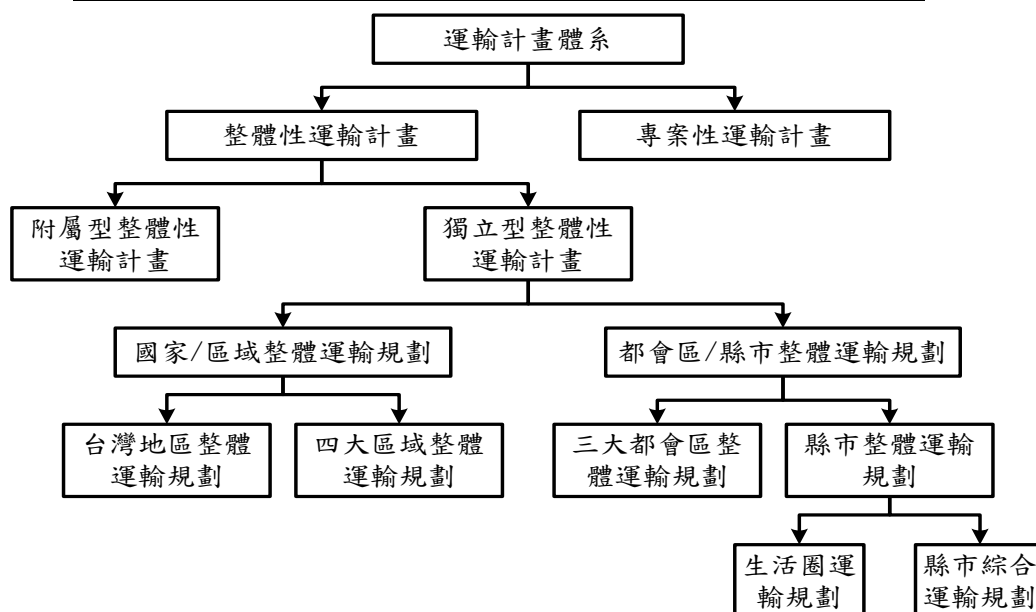 運輸計畫體系
整體性運輸計畫
專案性運輸計畫
附屬型整體性
運輸計畫
獨立型整體性
運輸計畫
國家/區域整體運輸規劃
都會區/縣市整體運輸規劃
台灣地區整體
運輸規劃
四大區域整體
運輸規劃
三大都會區整
體運輸規劃
縣市整體運輸
規劃
生活圈運
輸規劃
縣市綜合
運輸規劃